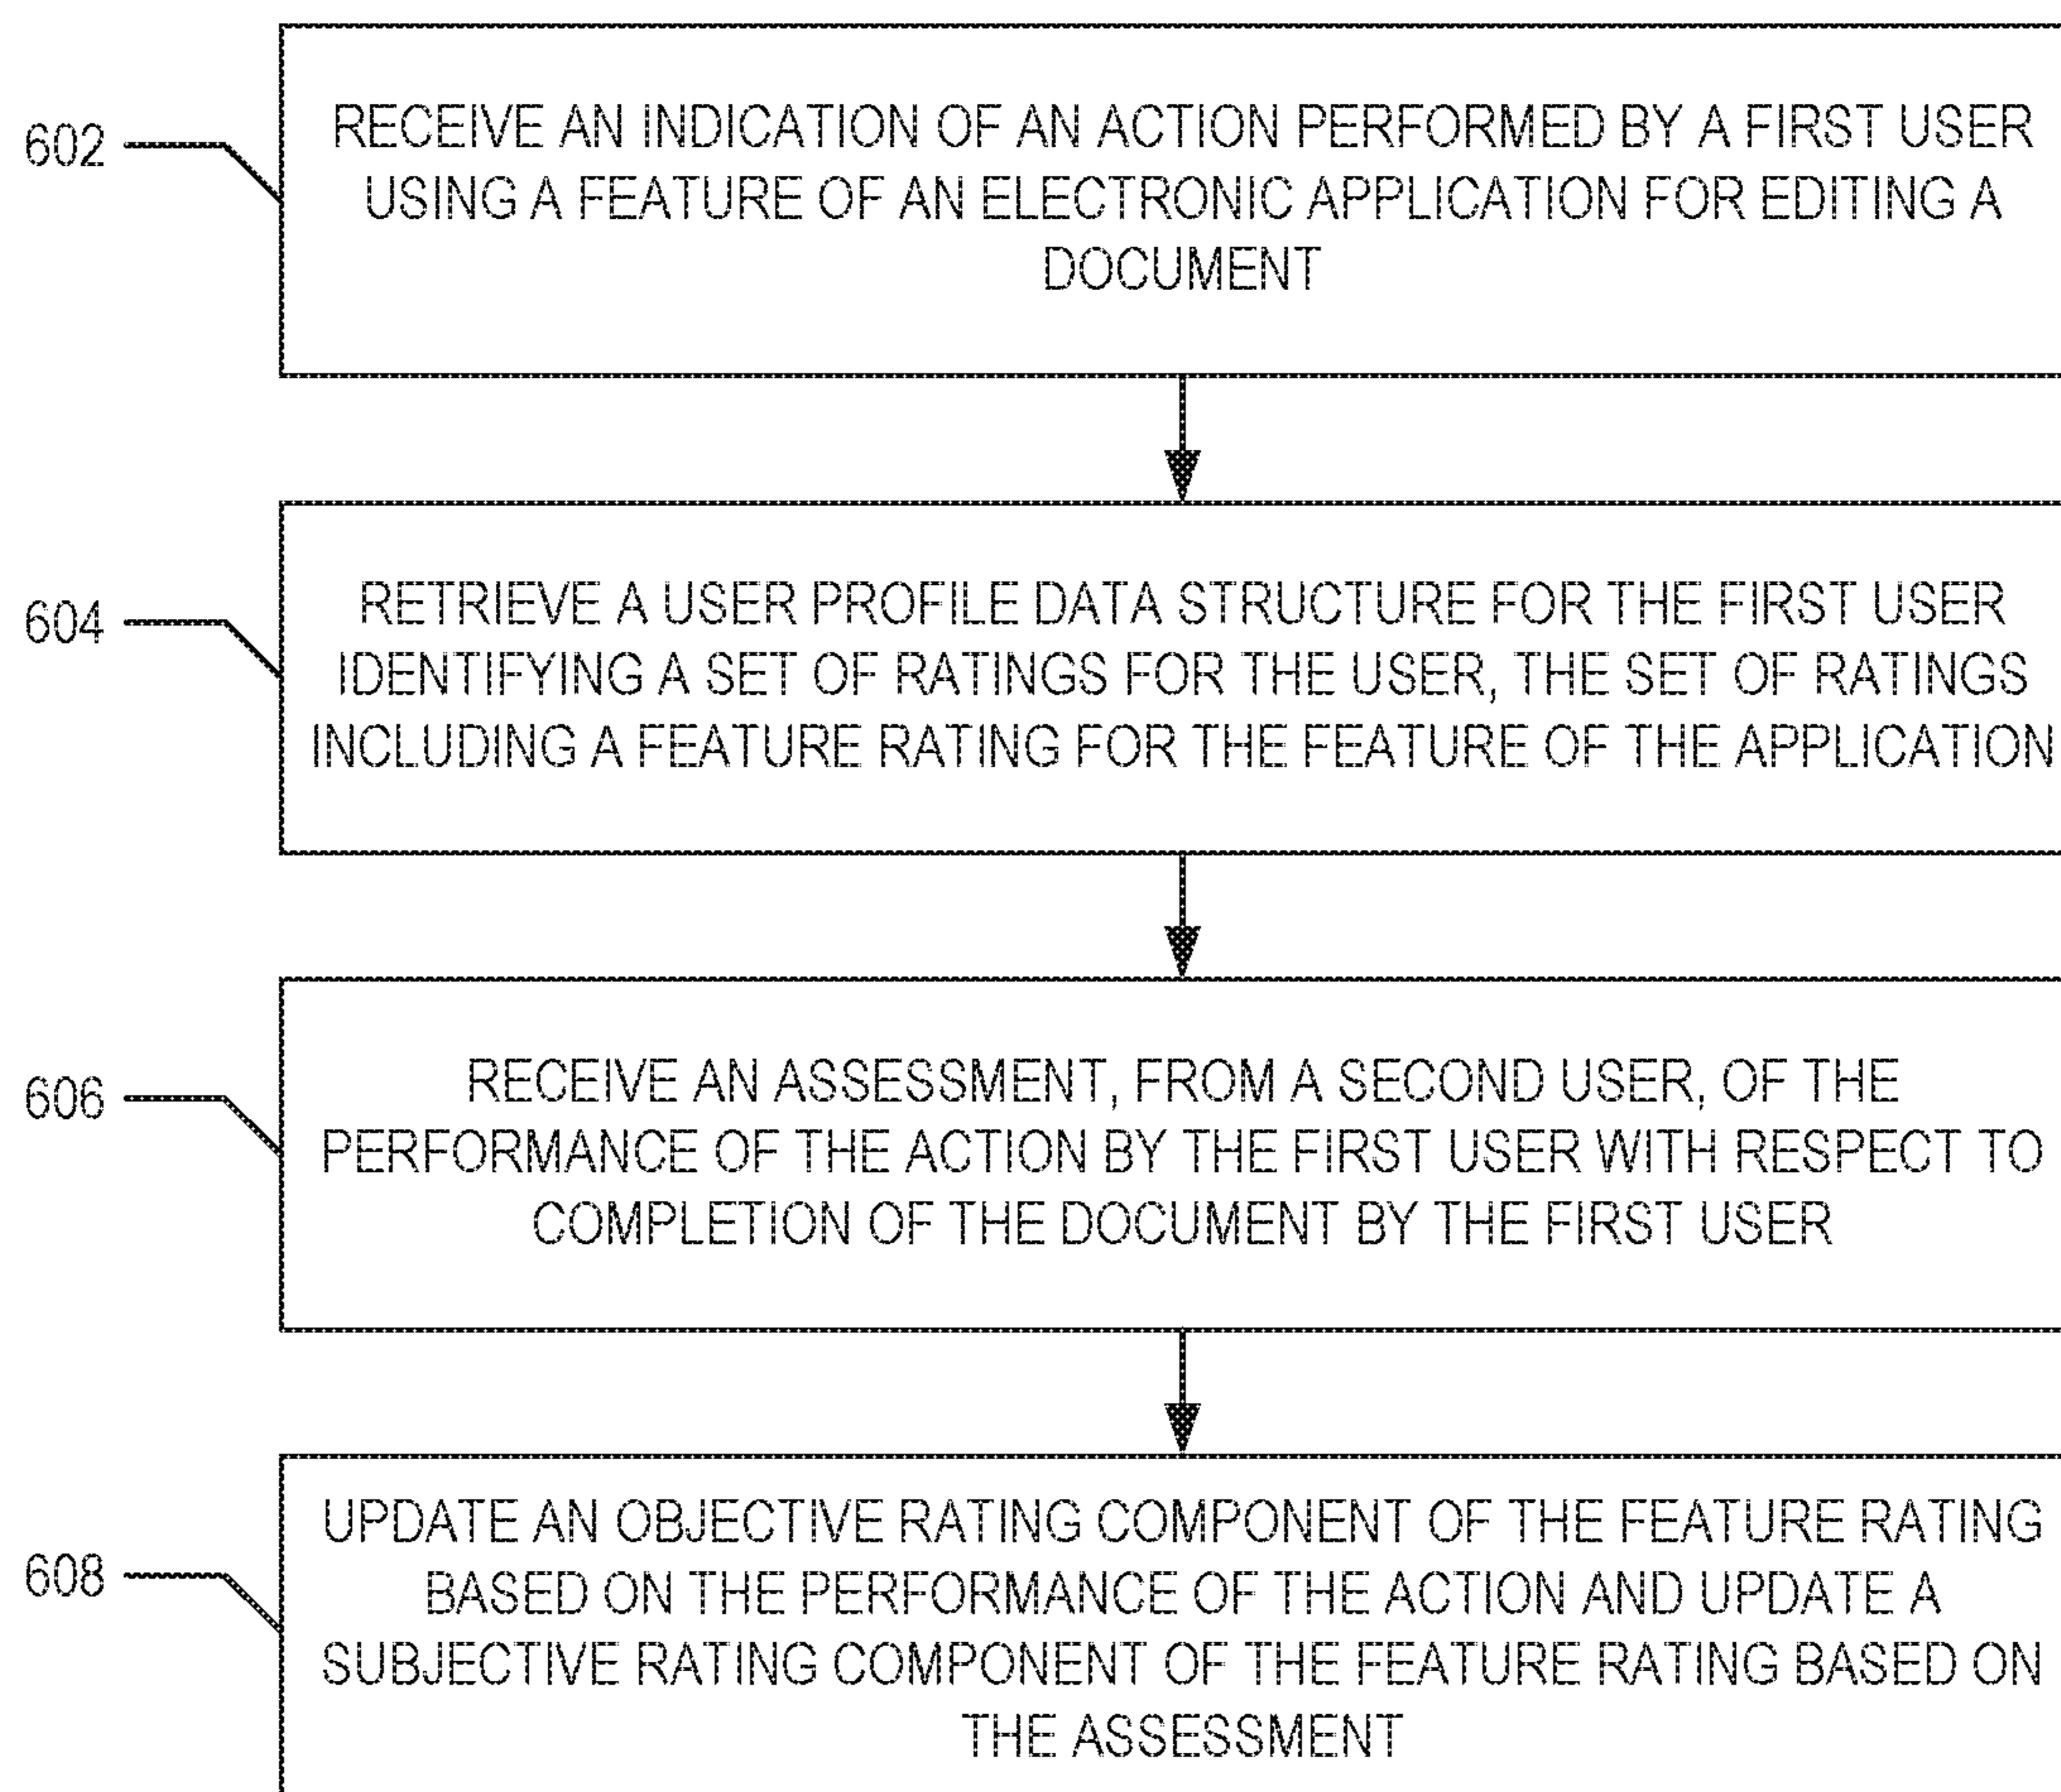 602
RECEIVE AN INDICATION OF AN ACTION PERFORMED BY A FIRST USER
USING A FEATURE OF AN ELECTRONIC APPLICATION FOR EDITING A
DOCUMENT
604
RETRIEVE A USER PROFILE DATA STRUCTURE FOR THE FIRST USER
IDENTIFYING A SET OF RATINGS FOR THE USER, THE SET OF RATINGS
INCLUDING A FEATURE RATING FOR THE FEATURE OF THE APPLICATION
606
RECEIVE AN ASSESSMENT, FROM A SECOND USER, OF THE
PERFORMANCE OF THE ACTION BY THE FIRST USER WITH RESPECT TO
COMPLETION OF THE DOCUMENT BY THE FIRST USER
608
UPDATE AN OBJECTIVE RATING COMPONENT OF THE FEATURE RATING
BASED ON THE PERFORMANCE OF THE ACTION AND UPDATE A
SUBJECTIVE RATING COMPONENT OF THE FEATURE RATING BASED ON
THE ASSESSMENT